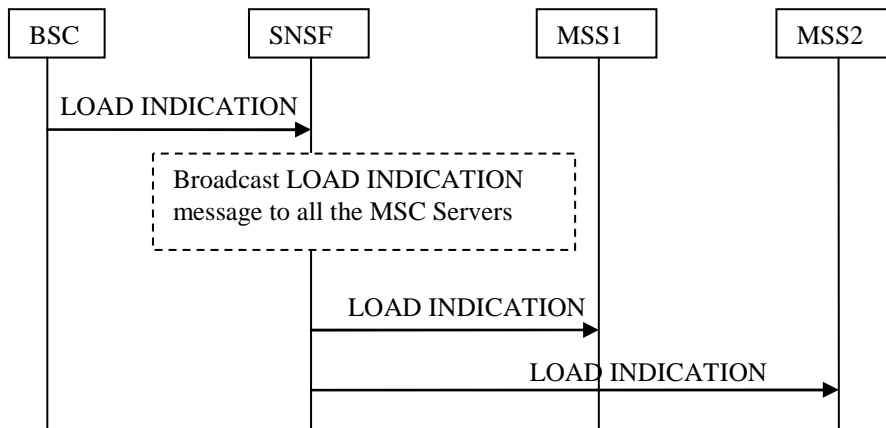 BSC
SNSF
MSS1
MSS2
LOAD INDICATION
Broadcast LOAD INDICATION
message to all the MSC Servers
LOAD INDICATION
LOAD INDICATION